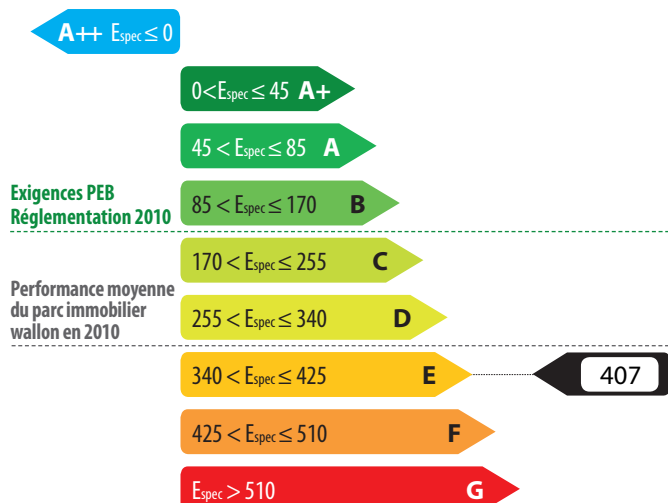 A++ Espec ≤ 0
0<Espec ≤ 45 A+
45 < Espec ≤ 85 A
Exigences PEB
Réglementation 2010
85 < Espec ≤ 170 B
170 < Espec ≤ 255 C
Performance moyenne
du parc immobilier
wallon en 2010
255 < Espec ≤ 340 D
340 < Espec ≤ 425 E 407
425 < Espec ≤ 510 F
Espec > 510 G